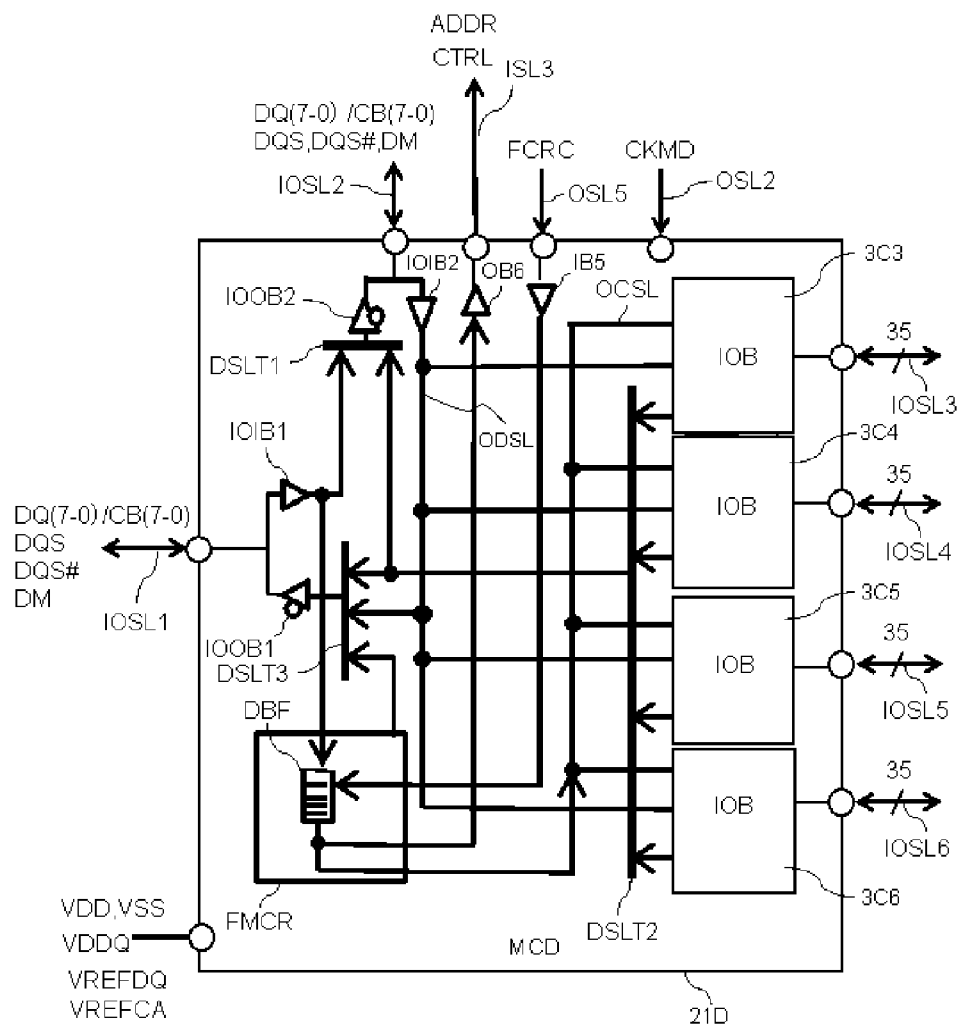 ADDR
CTRL
ISL3
DQ(7-0) /CB(7-0)
DQS,DQS#,DM
IOSL2
FCRC
OSL5
CKMD
OSL2
IOIB2
OB6
IB5
OCSL
3C3
IOOB2
DSLT1
IOB
35
IOSL3
IOIB1
ODSL
3C4
IOB
35
IOSL4
DQ(7-0)/CB(7-0)
DQS
DQS#
DM
IOSL1
IOOB1
DSLT3
3C5
IOB
35
IOSL5
DBF
IOB
35
IOSL6
3C6
FMCR
DSLT2
MCD
VDD,VSS
VDDQ
VREFDQ
VREFCA
21D